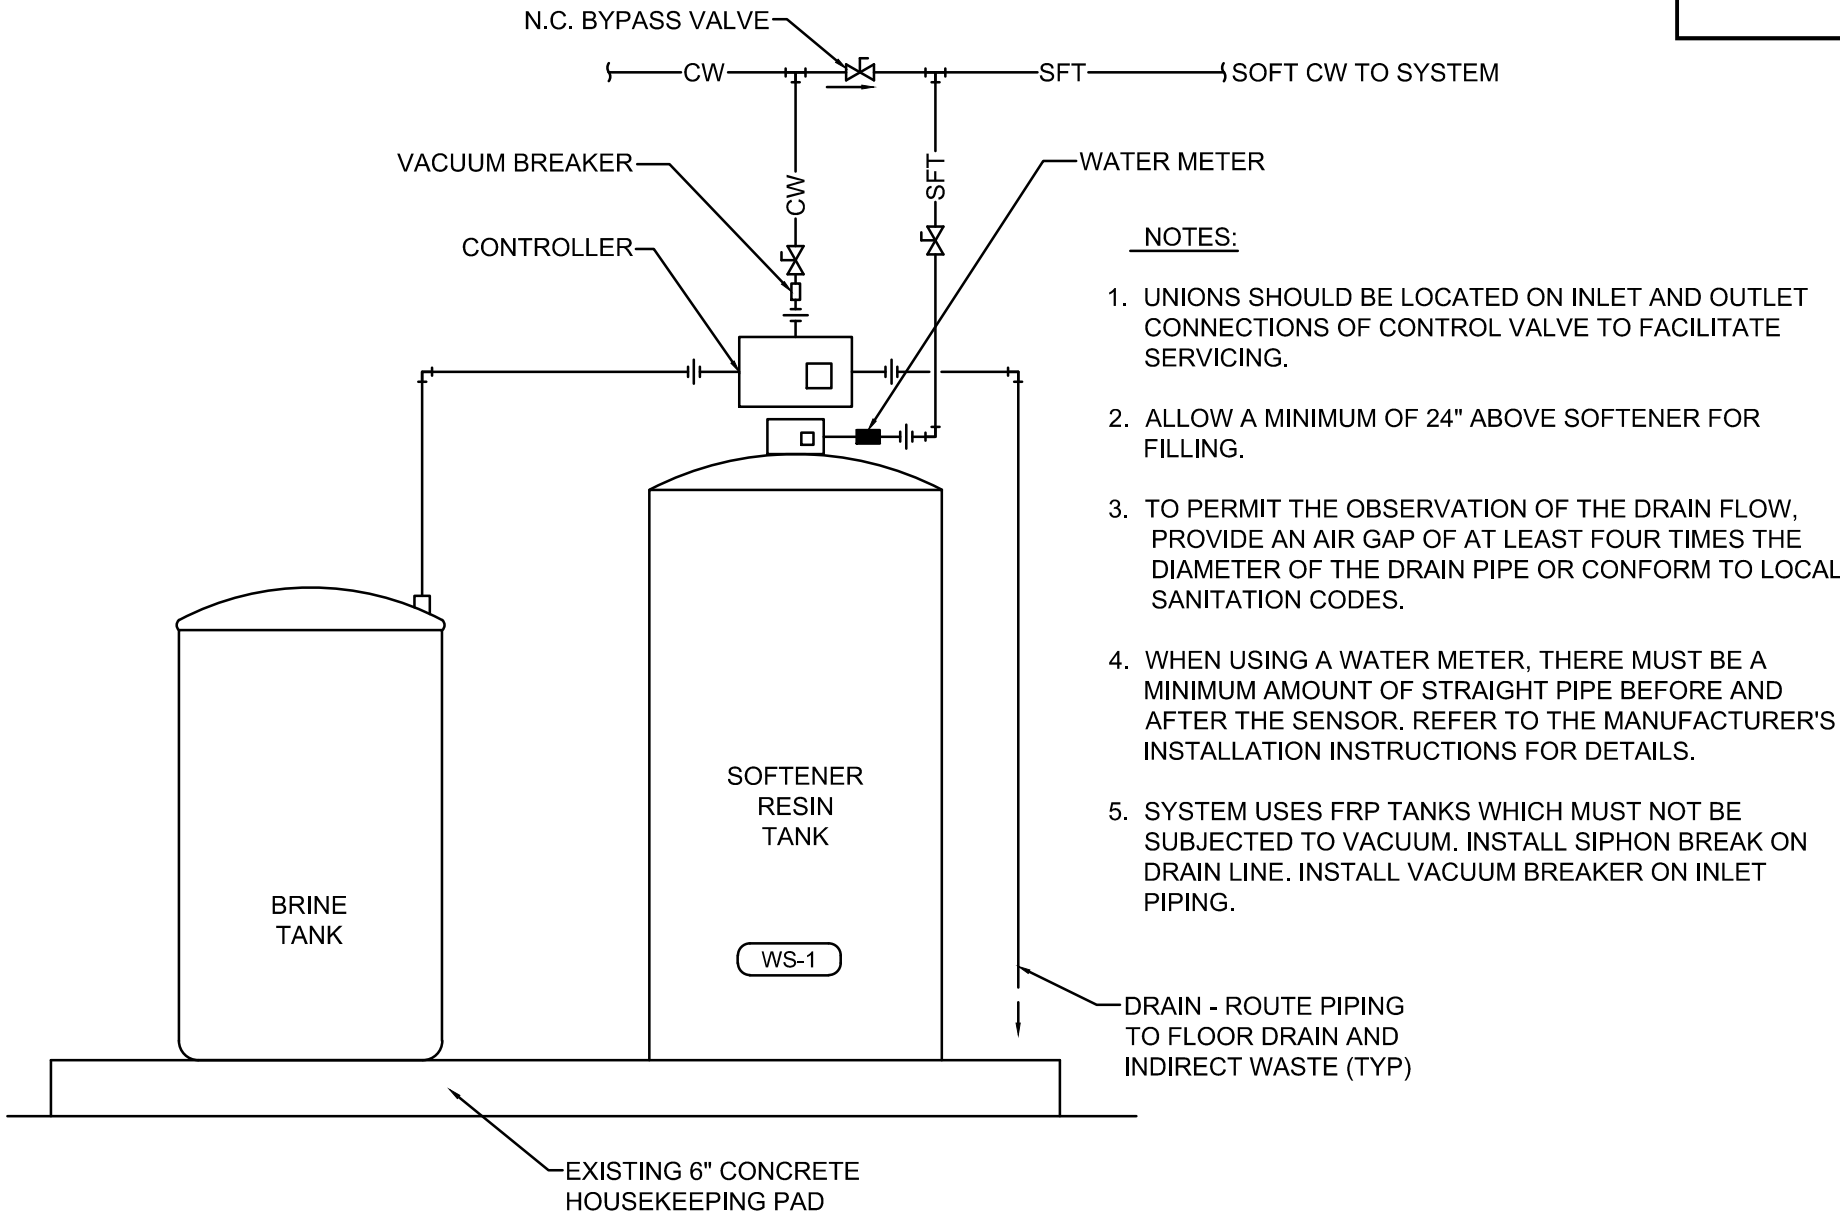 N.C. BYPASS VALVE
CW
SFT
SOFT CW TO SYSTEM
VACUUM BREAKER
CW
SFT
WATER METER
CONTROLLER
NOTES:
1. UNIONS SHOULD BE LOCATED ON INLET AND OUTLET
CONNECTIONS OF CONTROL VALVE TO FACILITATE
SERVICING.
2. ALLOW A MINIMUM OF 24" ABOVE SOFTENER FOR
FILLING.
3. TO PERMIT THE OBSERVATION OF THE DRAIN FLOW,
PROVIDE AN AIR GAP OF AT LEAST FOUR TIMES THE
DIAMETER OF THE DRAIN PIPE OR CONFORM TO LOCAL
SANITATION CODES.
4. WHEN USING A WATER METER, THERE MUST BE A
MINIMUM AMOUNT OF STRAIGHT PIPE BEFORE AND
AFTER THE SENSOR. REFER TO THE MANUFACTURER'S
INSTALLATION INSTRUCTIONS FOR DETAILS.
5. SYSTEM USES FRP TANKS WHICH MUST NOT BE
SUBJECTED TO VACUUM. INSTALL SIPHON BREAK ON
DRAIN LINE. INSTALL VACUUM BREAKER ON INLET
PIPING.
SOFTENER
RESIN
TANK
BRINE
TANK
WS-1
DRAIN - ROUTE PIPING
TO FLOOR DRAIN AND
INDIRECT WASTE (TYP)
EXISTING 6" CONCRETE
HOUSEKEEPING PAD